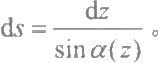 ds = dz / sin α(z) 。